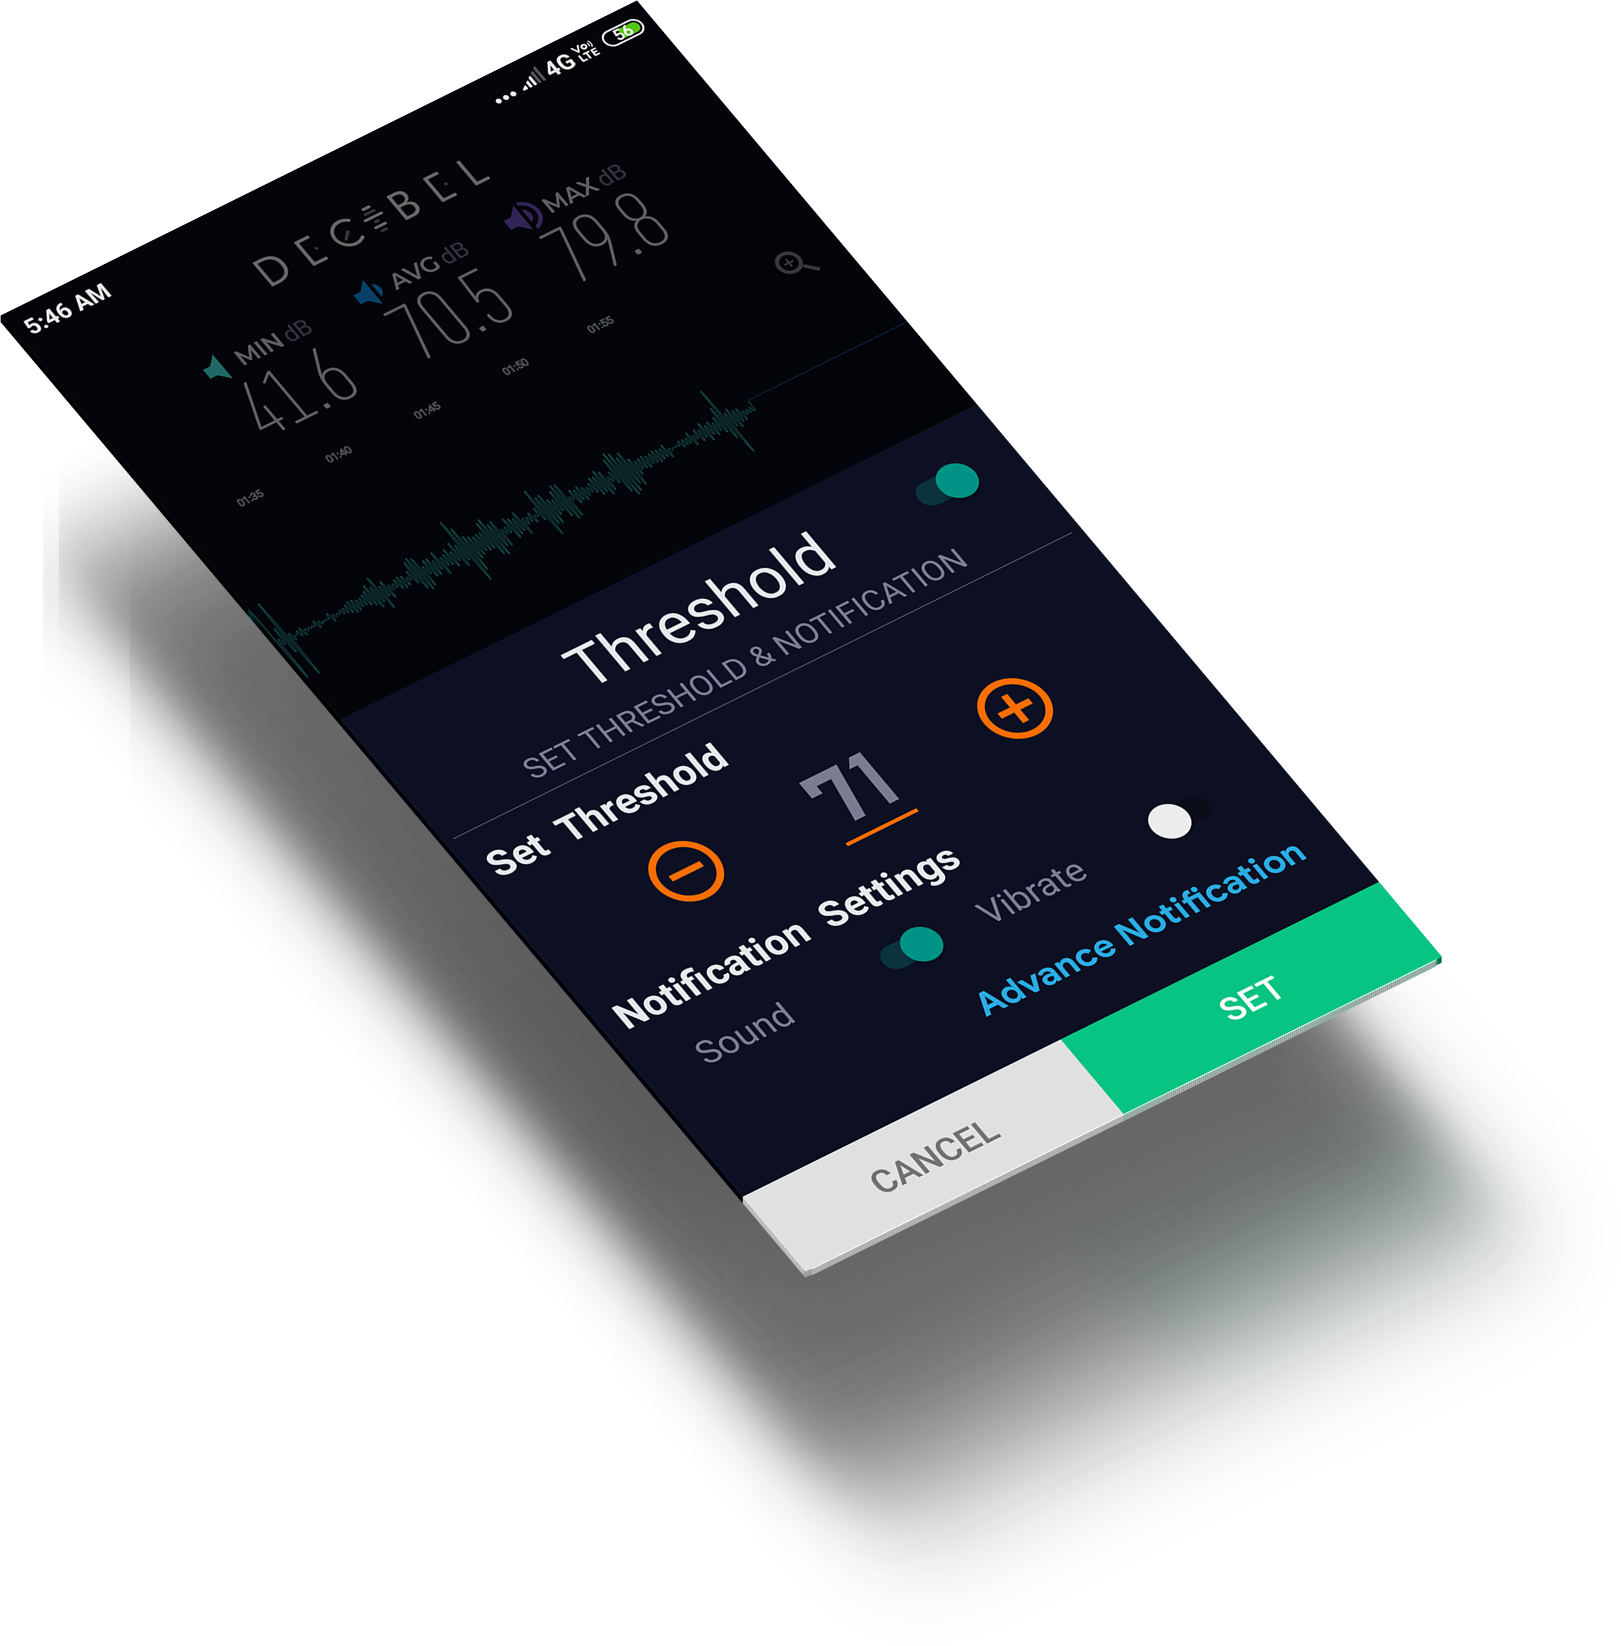 5:46 AM
4G Vo)) LTE 56
DECIBEL
MIN dB
41.6
AVG dB
70.5
MAX dB
79.8
01:35 01:40 01:45 01:50 01:55
Threshold
SET THRESHOLD & NOTIFICATION
Set Threshold
71
Notification Settings
Sound Vibrate
Advance Notification
CANCEL SET